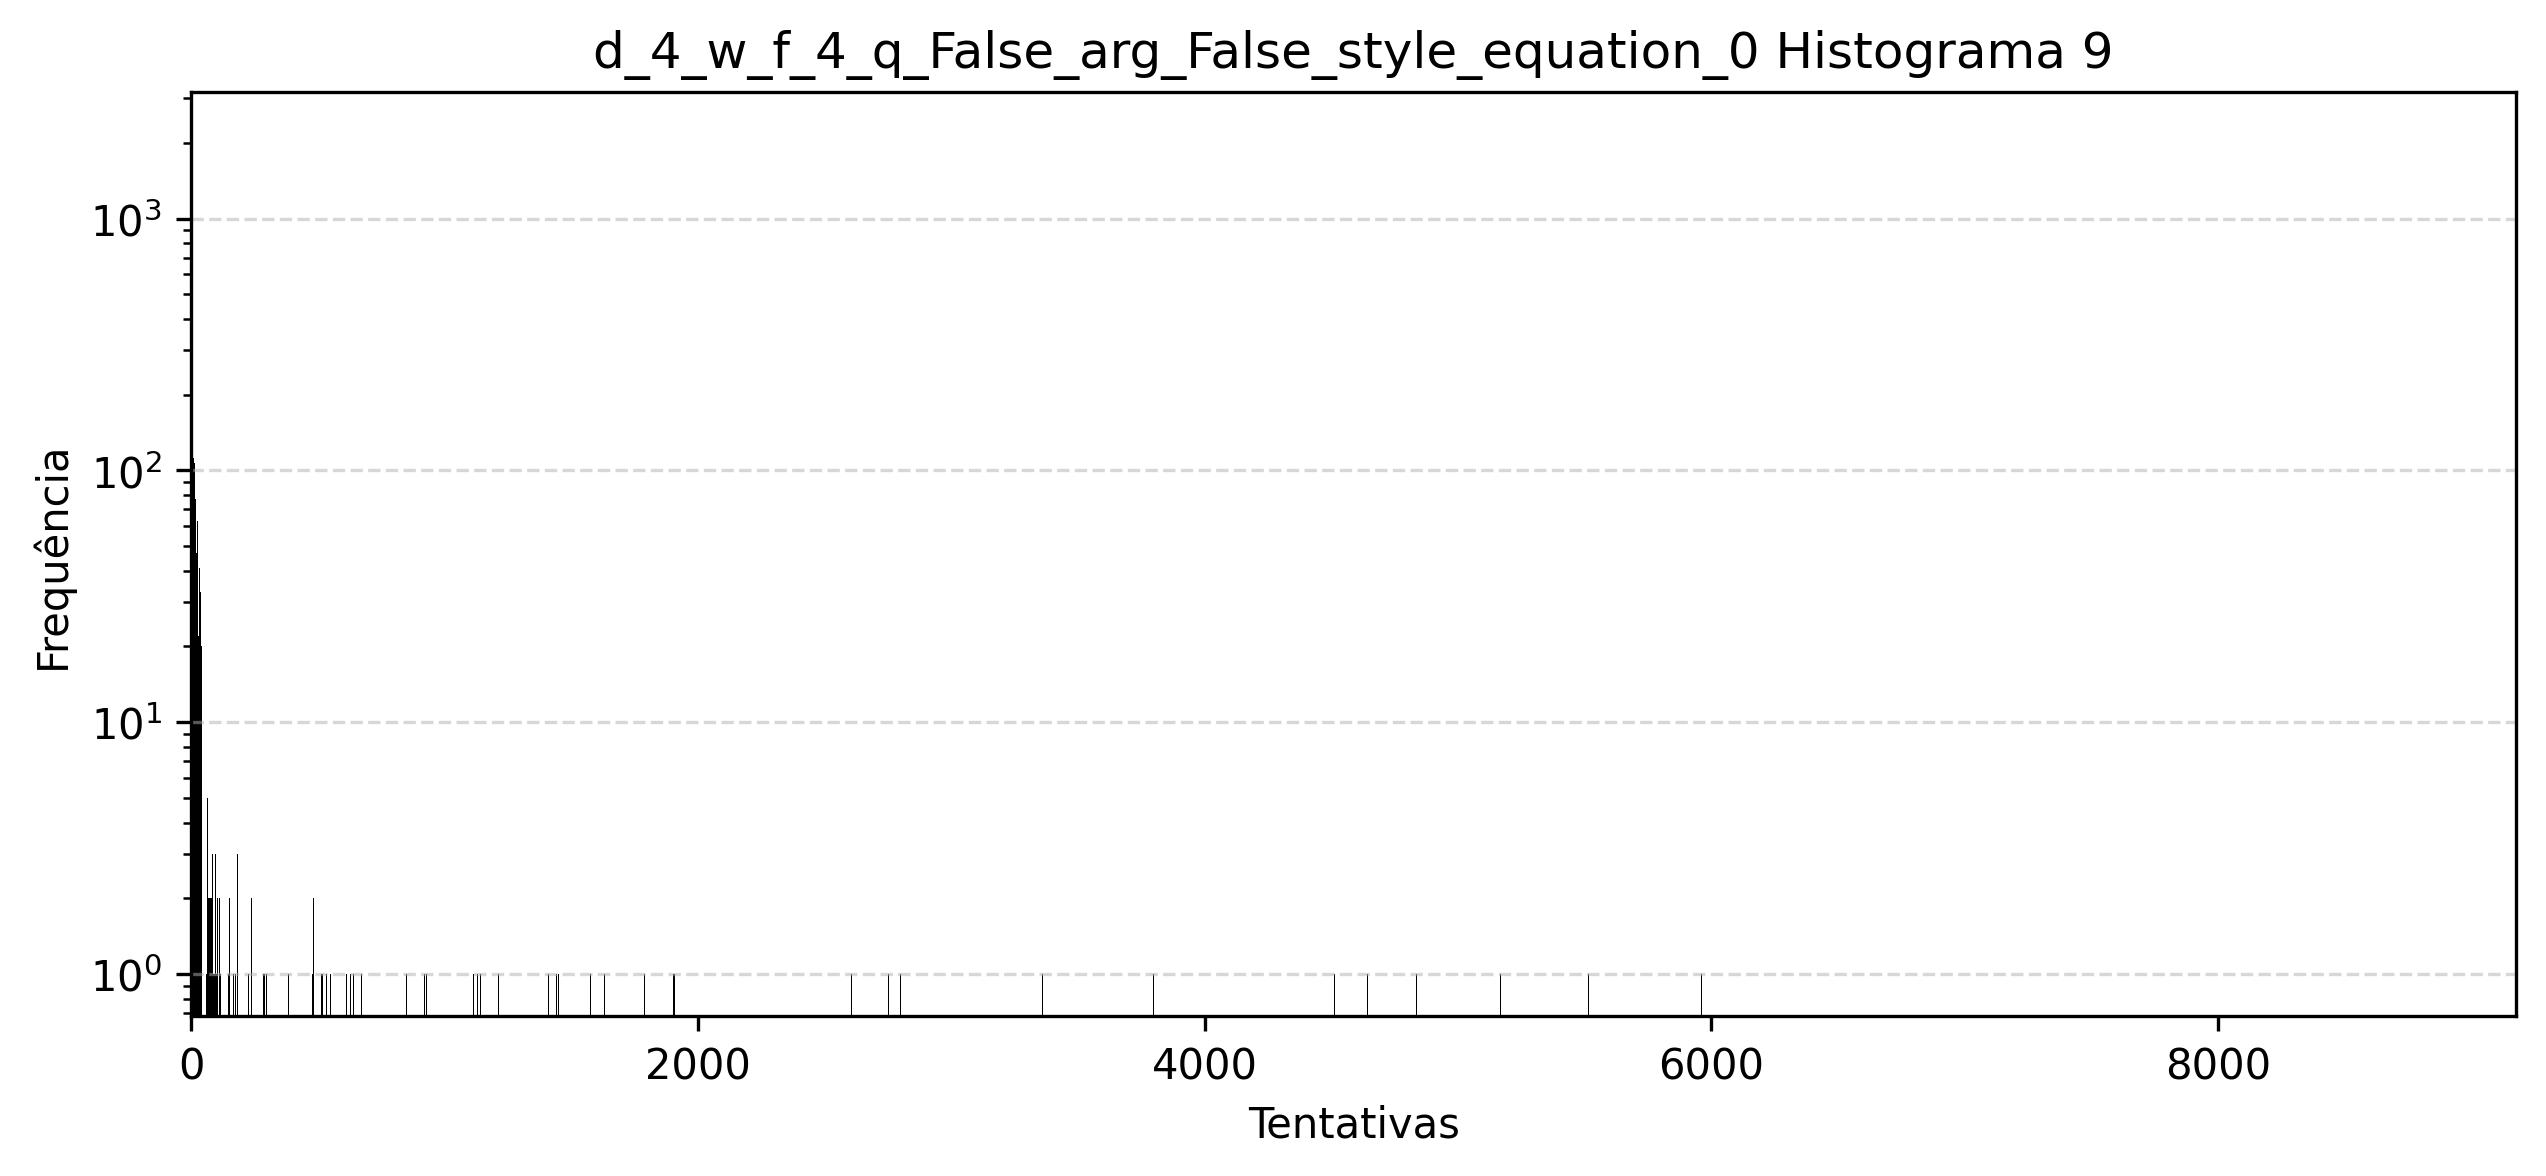 d_4_w_f_4_q_False_arg_False_style_equation_0 Histograma 9
Frequência
10³
10²
10¹
10⁰
0 2000 4000 6000 8000
Tentativas